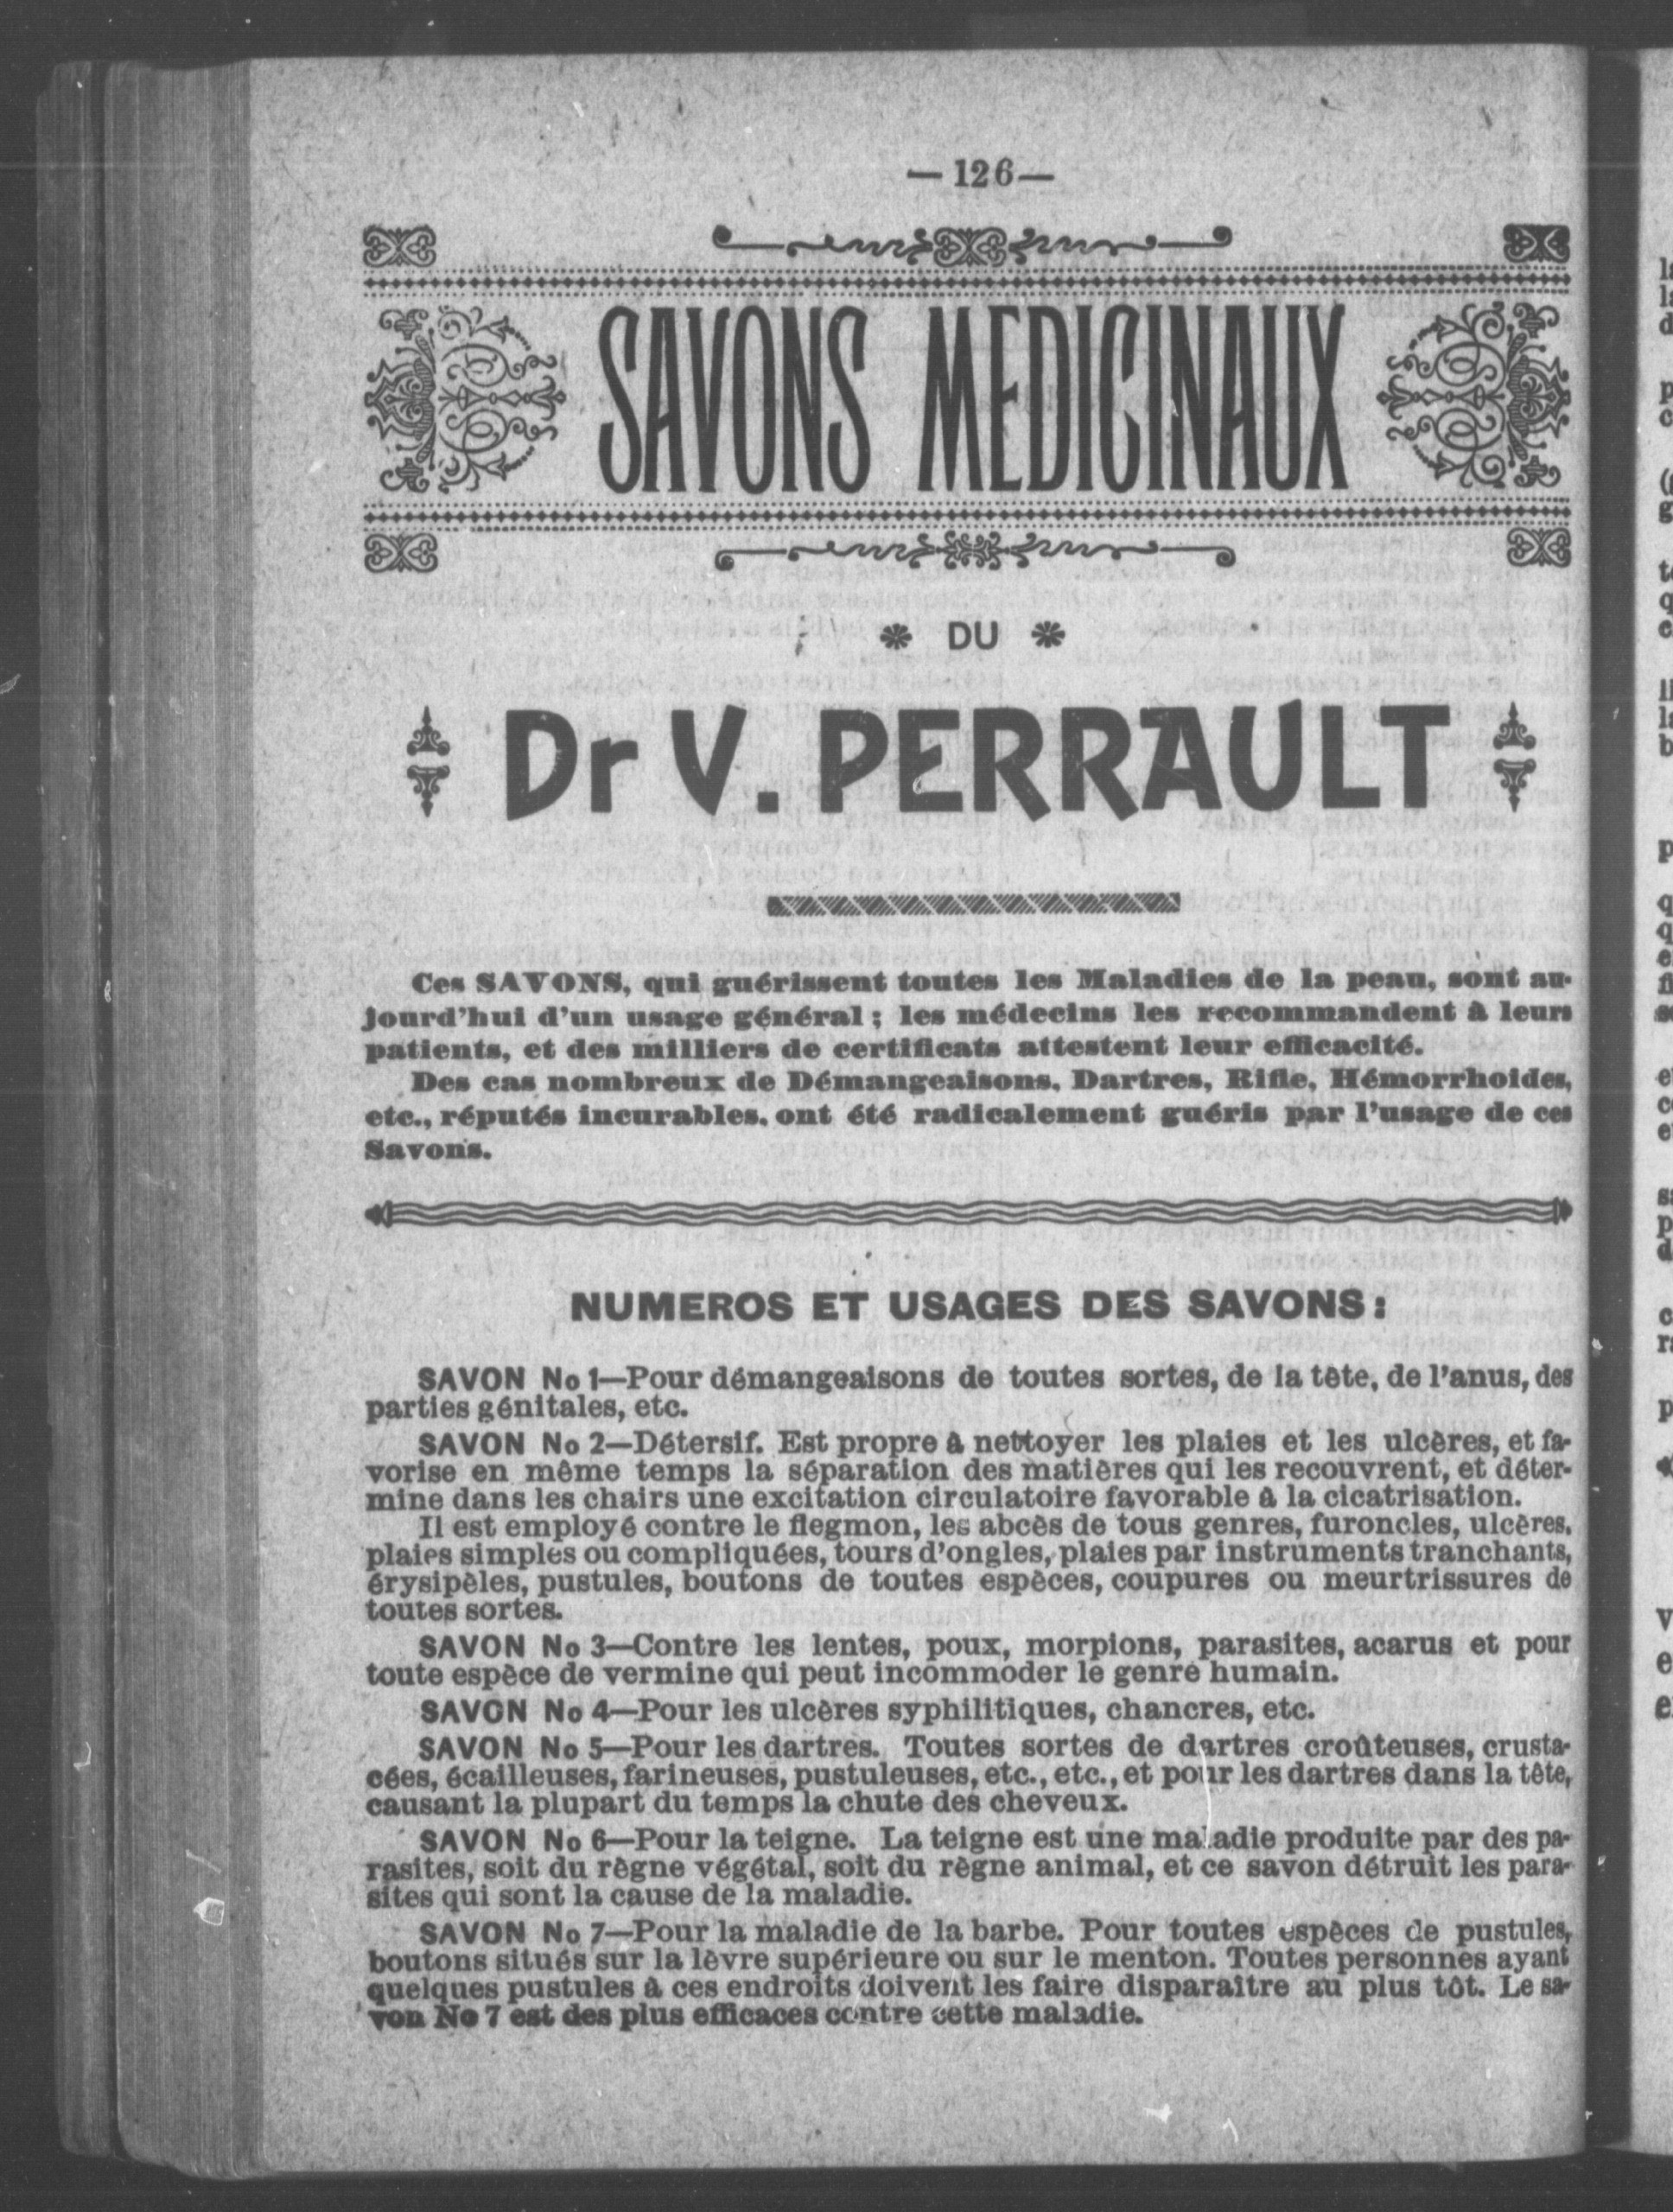 — 126 —
SAVONS MEDICINAUX
DU
Dr V. PERRAULT
Ces SAVONS, qui guérissent toutes les Maladies de la peau, sont au-
jourd'hui d'un usage général ; les médecins les recommandent à leurs
patients, et des milliers de certificats attestent leur efficacité.
Des cas nombreux de Démangeaisons, Dartres, Rifle, Hémorrhoides,
etc., réputés incurables, ont été radicalement guéris par l'usage de ces
Savons.
NUMEROS ET USAGES DES SAVONS :
SAVON No 1—Pour démangeaisons de toutes sortes, de la tète, de l'anus, des
parties génitales, etc.
SAVON No 2—Détersif. Est propre à nettoyer les plaies et les ulcères, et fa-
vorise en même temps la séparation des matières qui les recouvrent, et déter-
mine dans les chairs une excitation circulatoire favorable à la cicatrisation.
Il est employé contre le flegmon, les abcès de tous genres, furoncles, ulcères,
plaies simples ou compliquées, tours d'ongles, plaies par instruments tranchants,
érysipèles, pustules, boutons de toutes espèces, coupures ou meurtrissures de
toutes sortes.
SAVON No 3—Contre les lentes, poux, morpions, parasites, acarus et pour
toute espèce de vermine qui peut incommoder le genre humain.
SAVON No 4—Pour les ulcères syphilitiques, chancres, etc.
SAVON No 5—Pour les dartres. Toutes sortes de dartres croûteuses, crusta-
cées, écailleuses, farineuses, pustuleuses, etc., etc., et pour les dartres dans la tête,
causant la plupart du temps la chute des cheveux.
SAVON No 6—Pour la teigne. La teigne est une maladie produite par des pa-
rasites, soit du règne végétal, soit du règne animal, et ce savon détruit les para-
sites qui sont la cause de la maladie.
SAVON No 7—Pour la maladie de la barbe. Pour toutes espèces de pustules,
boutons situés sur la lèvre supérieure ou sur le menton. Toutes personnes ayant
quelques pustules à ces endroits doivent les faire disparaître au plus tôt. Le sa-
von No 7 est des plus efficaces contre cette maladie.